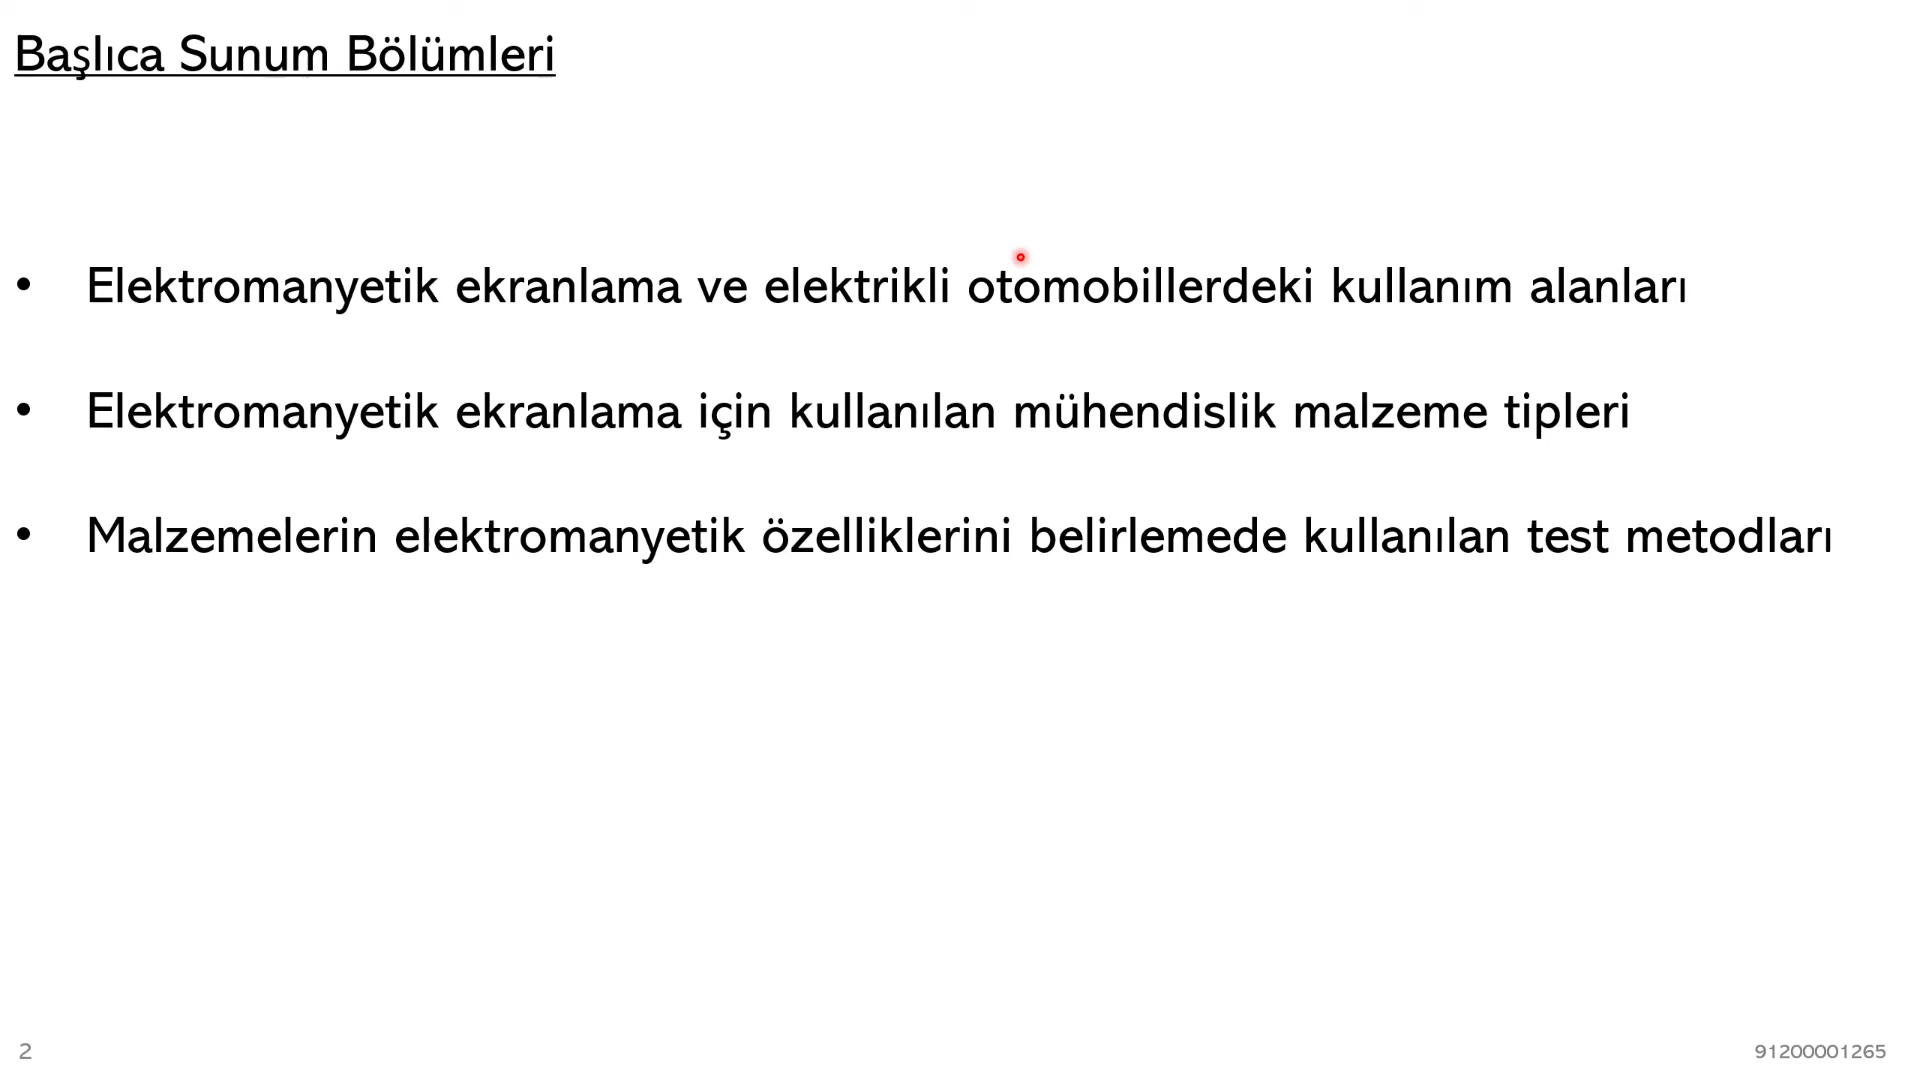 Başlıca Sunum Bölümleri
• Elektromanyetik ekranlama ve elektrikli otomobillerdeki kullanım alanları
• Elektromanyetik ekranlama için kullanılan mühendislik malzeme tipleri
• Malzemelerin elektromanyetik özelliklerini belirlemede kullanılan test metodları
2
91200001265